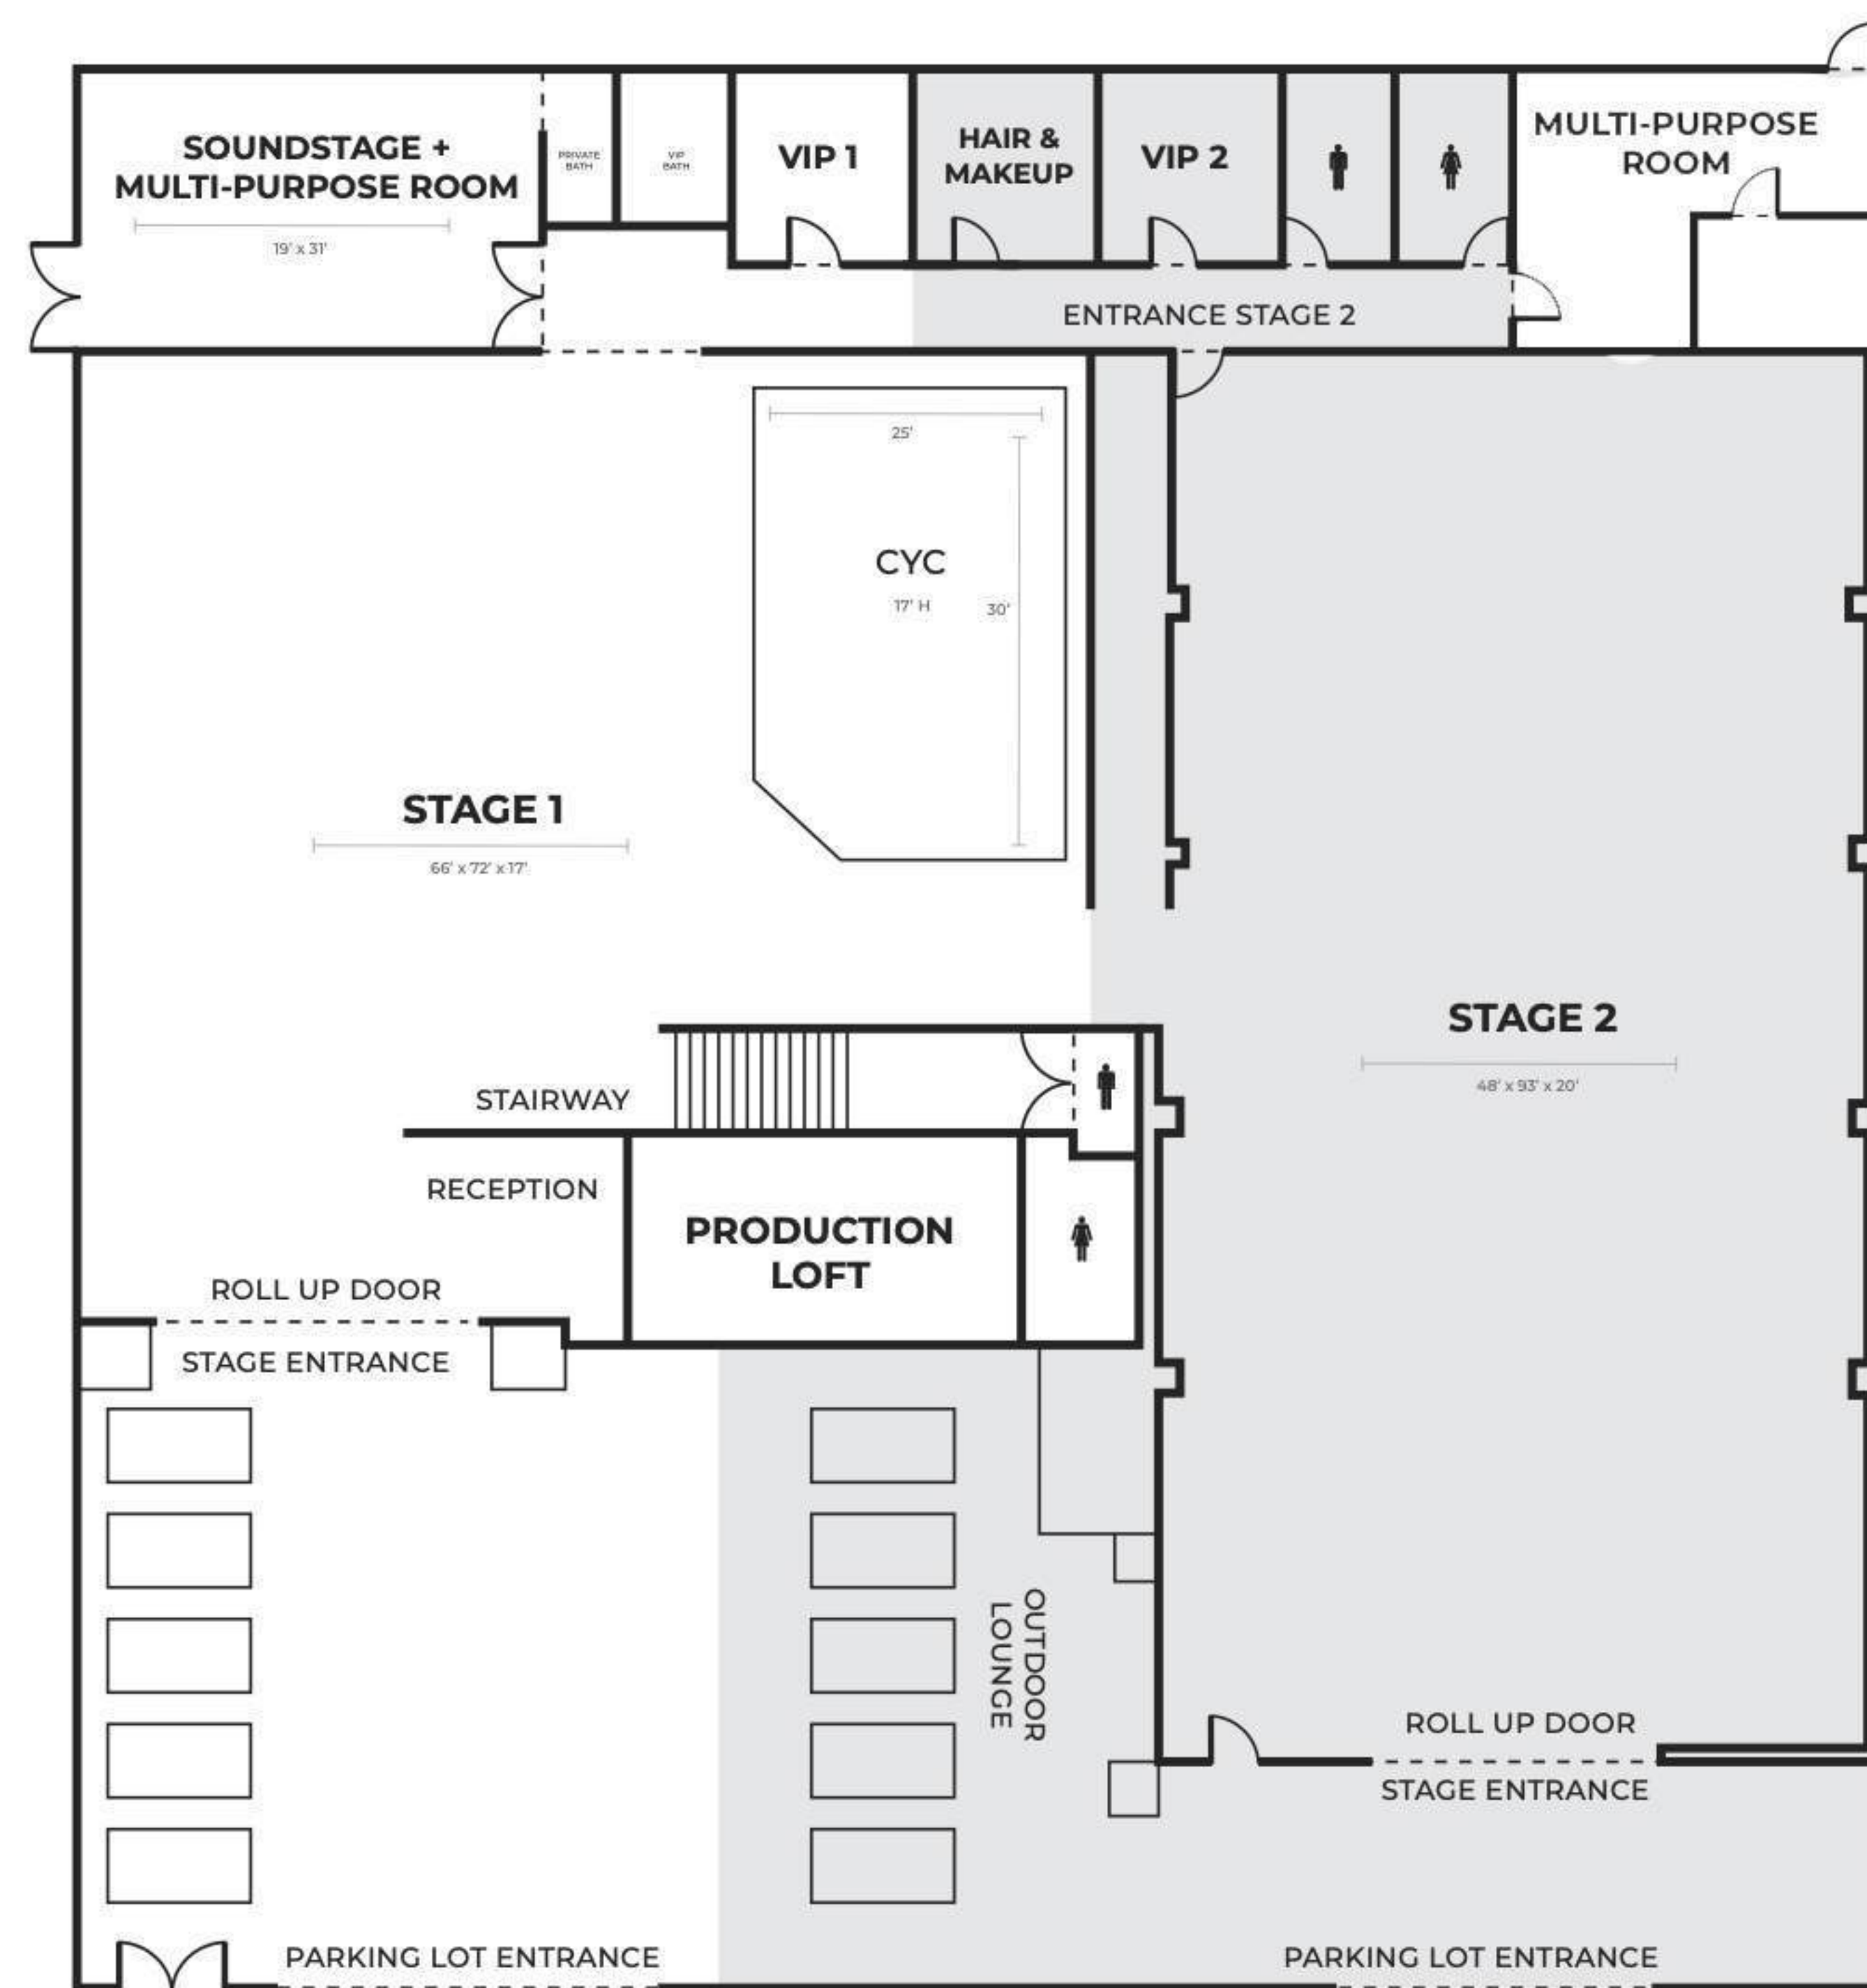 SOUNDSTAGE +
MULTI-PURPOSE ROOM
19' x 31'
PRIVATE
BATH
VIP
BATH
VIP 1
HAIR &
MAKEUP
VIP 2
MULTI-PURPOSE
ROOM
ENTRANCE STAGE 2
25'
CYC
17' H
30'
STAGE 1
66' x 72' x 17'
STAGE 2
48' x 93' x 20'
STAIRWAY
RECEPTION
PRODUCTION
LOFT
ROLL UP DOOR
STAGE ENTRANCE
OUTDOOR
LOUNGE
ROLL UP DOOR
STAGE ENTRANCE
PARKING LOT ENTRANCE
PARKING LOT ENTRANCE